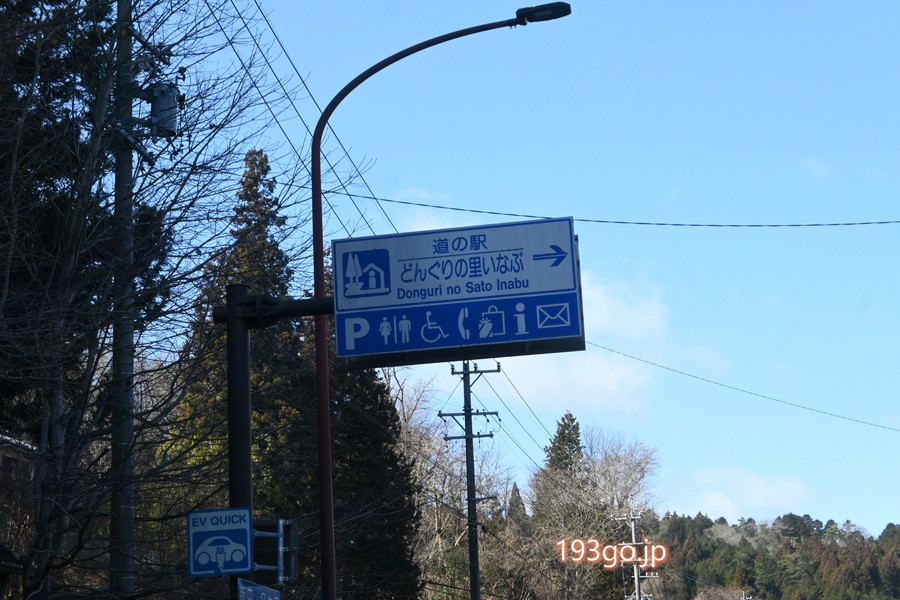 道の駅
どんぐりの里いなぶ
Donguri no Sato Inabu
P
i
EV QUICK
193go.jp